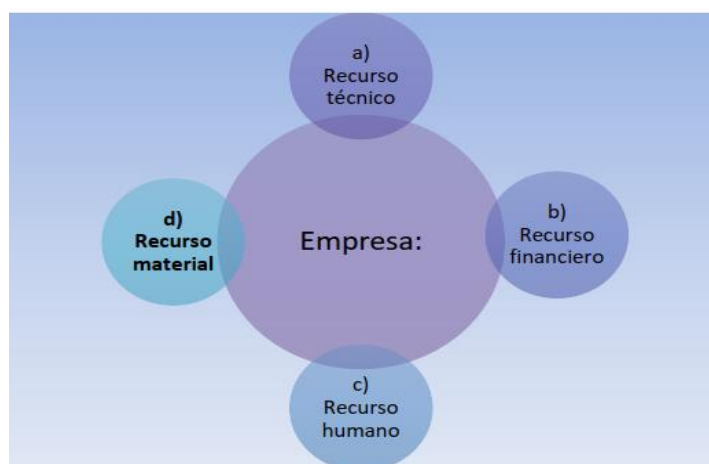 a)
Recurso
técnico
d)
Recurso
material
Empresa:
b)
Recurso
financiero
c)
Recurso
humano